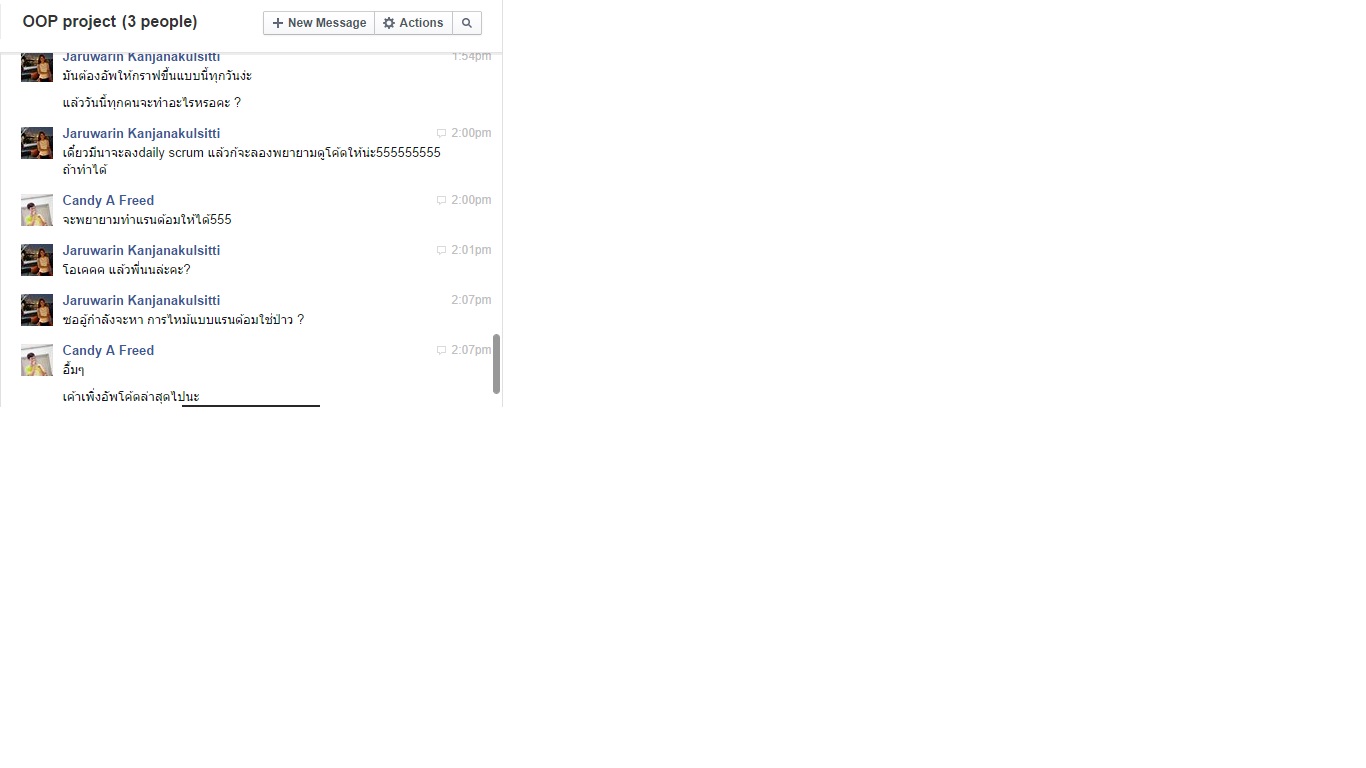 OOP project (3 people)
New Message
Actions
Jaruwarin Kanjanakulsitti
1:54pm
มันต้องอัพให้กราฟขึ้นแบบนี้ทุกวันง่ะ
แล้ววันนี้ทุกคนจะทำอะไรหรอคะ ?
Jaruwarin Kanjanakulsitti
2:00pm
เดี๋ยวมีนาจะลงdaily scrum แล้วก้จะลองพยายามดูโค้ดให้น่ะ555555555
ถ้าทำได้
Candy A Freed
2:00pm
จะพยายามทำแรนด้อมให้ได้555
Jaruwarin Kanjanakulsitti
2:01pm
โอเคคค แล้วพี่นนล่ะคะ?
Jaruwarin Kanjanakulsitti
2:07pm
ซออู้กำลังจะหา การไหม้แบบแรนด้อมใช่ป่าว ?
Candy A Freed
2:07pm
อื้มๆ
เค้าเพิ่งอัพโค้ดล่าสุดไปนะ